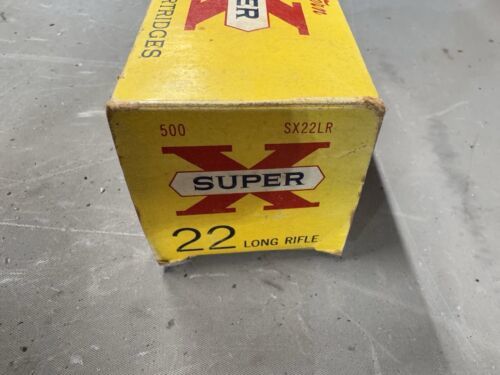 SUPER
X
CARTRIDGES
500 SX22LR
SUPER
X
22 LONG RIFLE